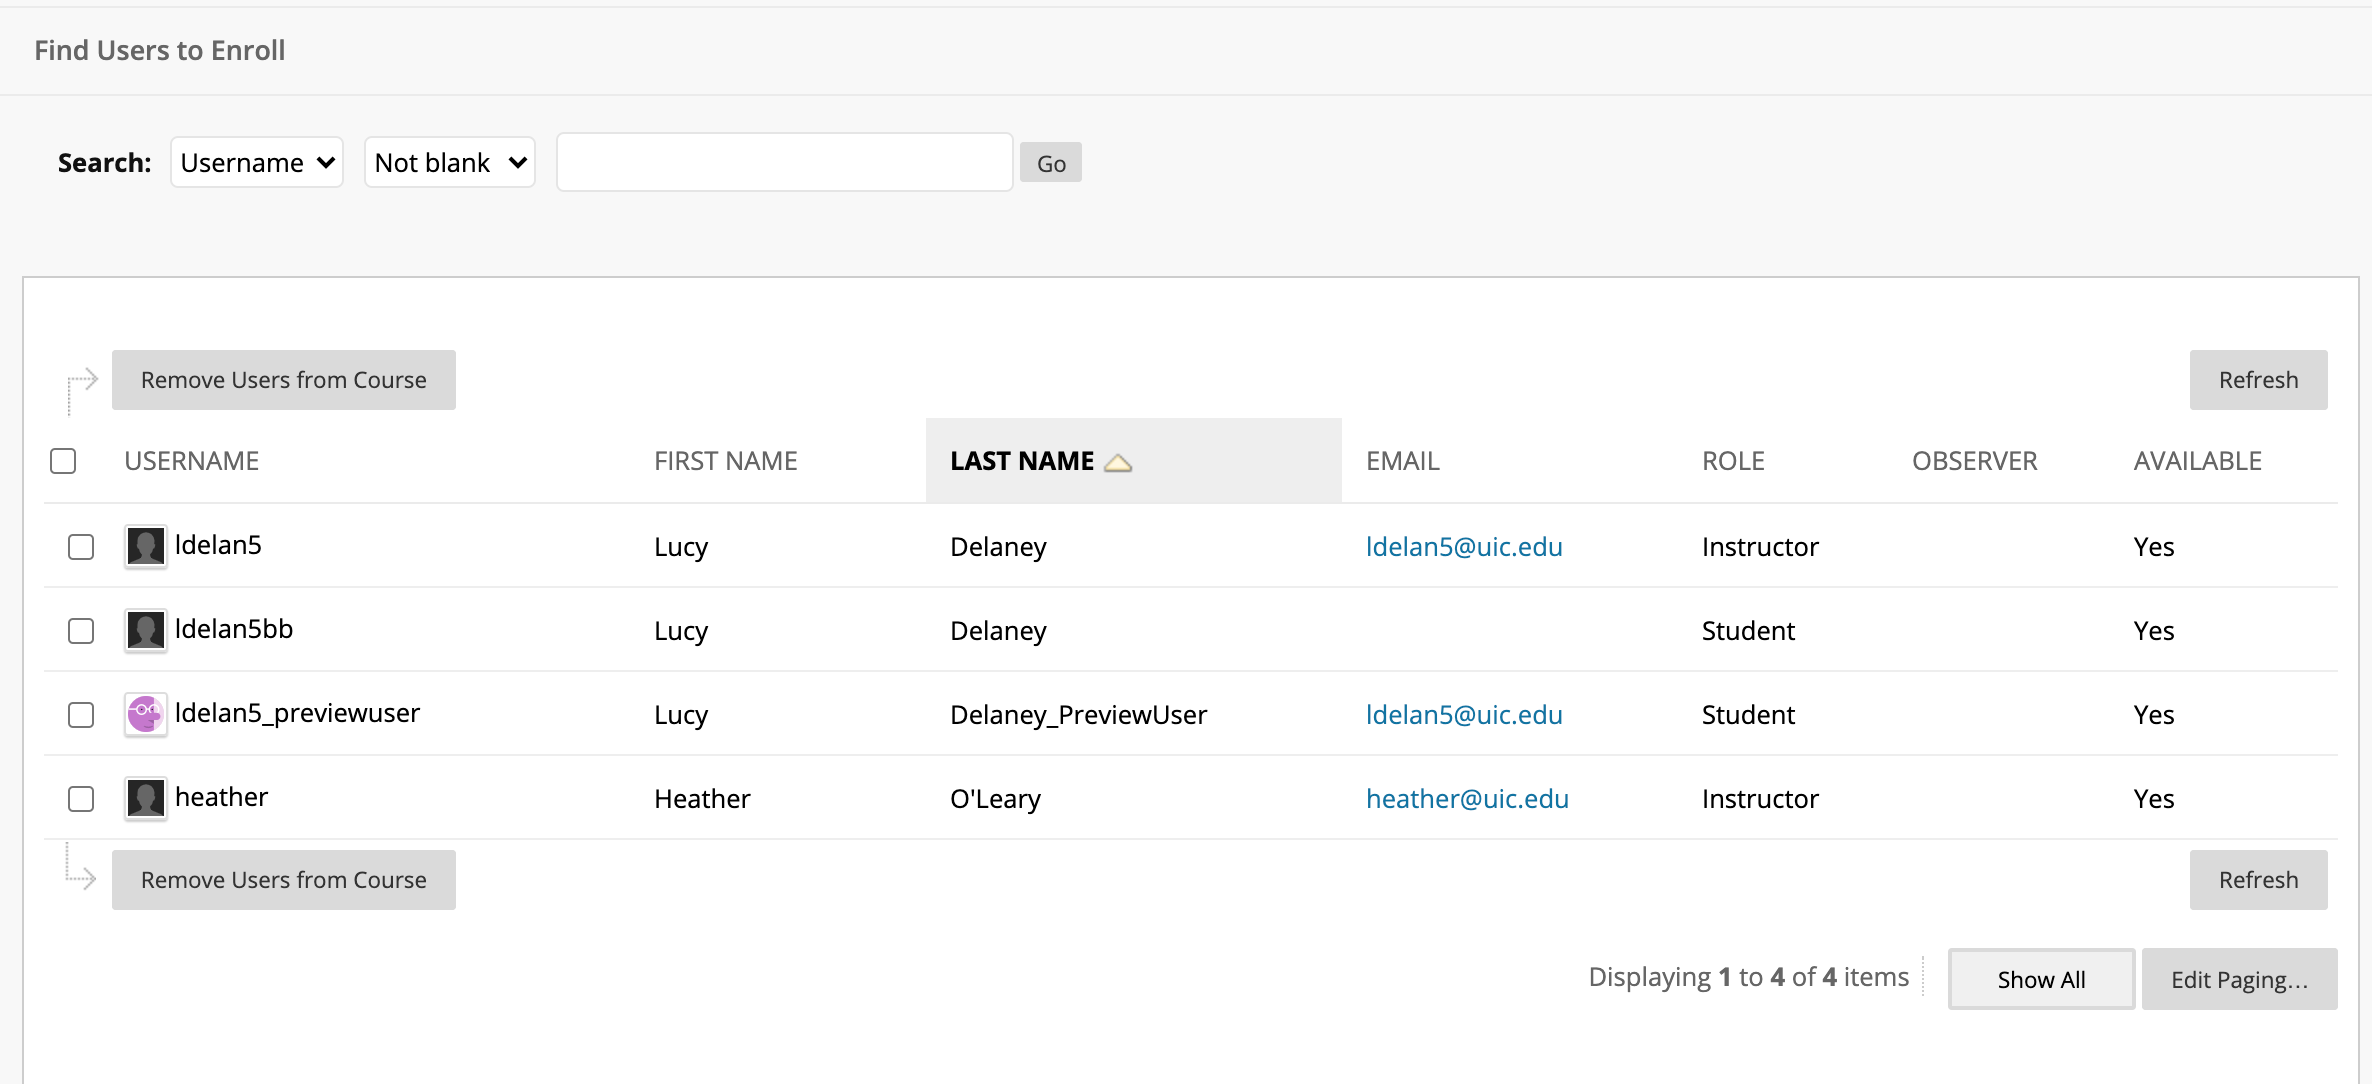 Find Users to Enroll
Search: Username Not blank Go
Remove Users from Course Refresh
USERNAME FIRST NAME LAST NAME EMAIL ROLE OBSERVER AVAILABLE
ldelan5 Lucy Delaney ldelan5@uic.edu Instructor Yes
ldelan5bb Lucy Delaney Student Yes
ldelan5_previewuser Lucy Delaney_PreviewUser ldelan5@uic.edu Student Yes
heather Heather O'Leary heather@uic.edu Instructor Yes
Remove Users from Course Refresh
Displaying 1 to 4 of 4 items Show All Edit Paging...